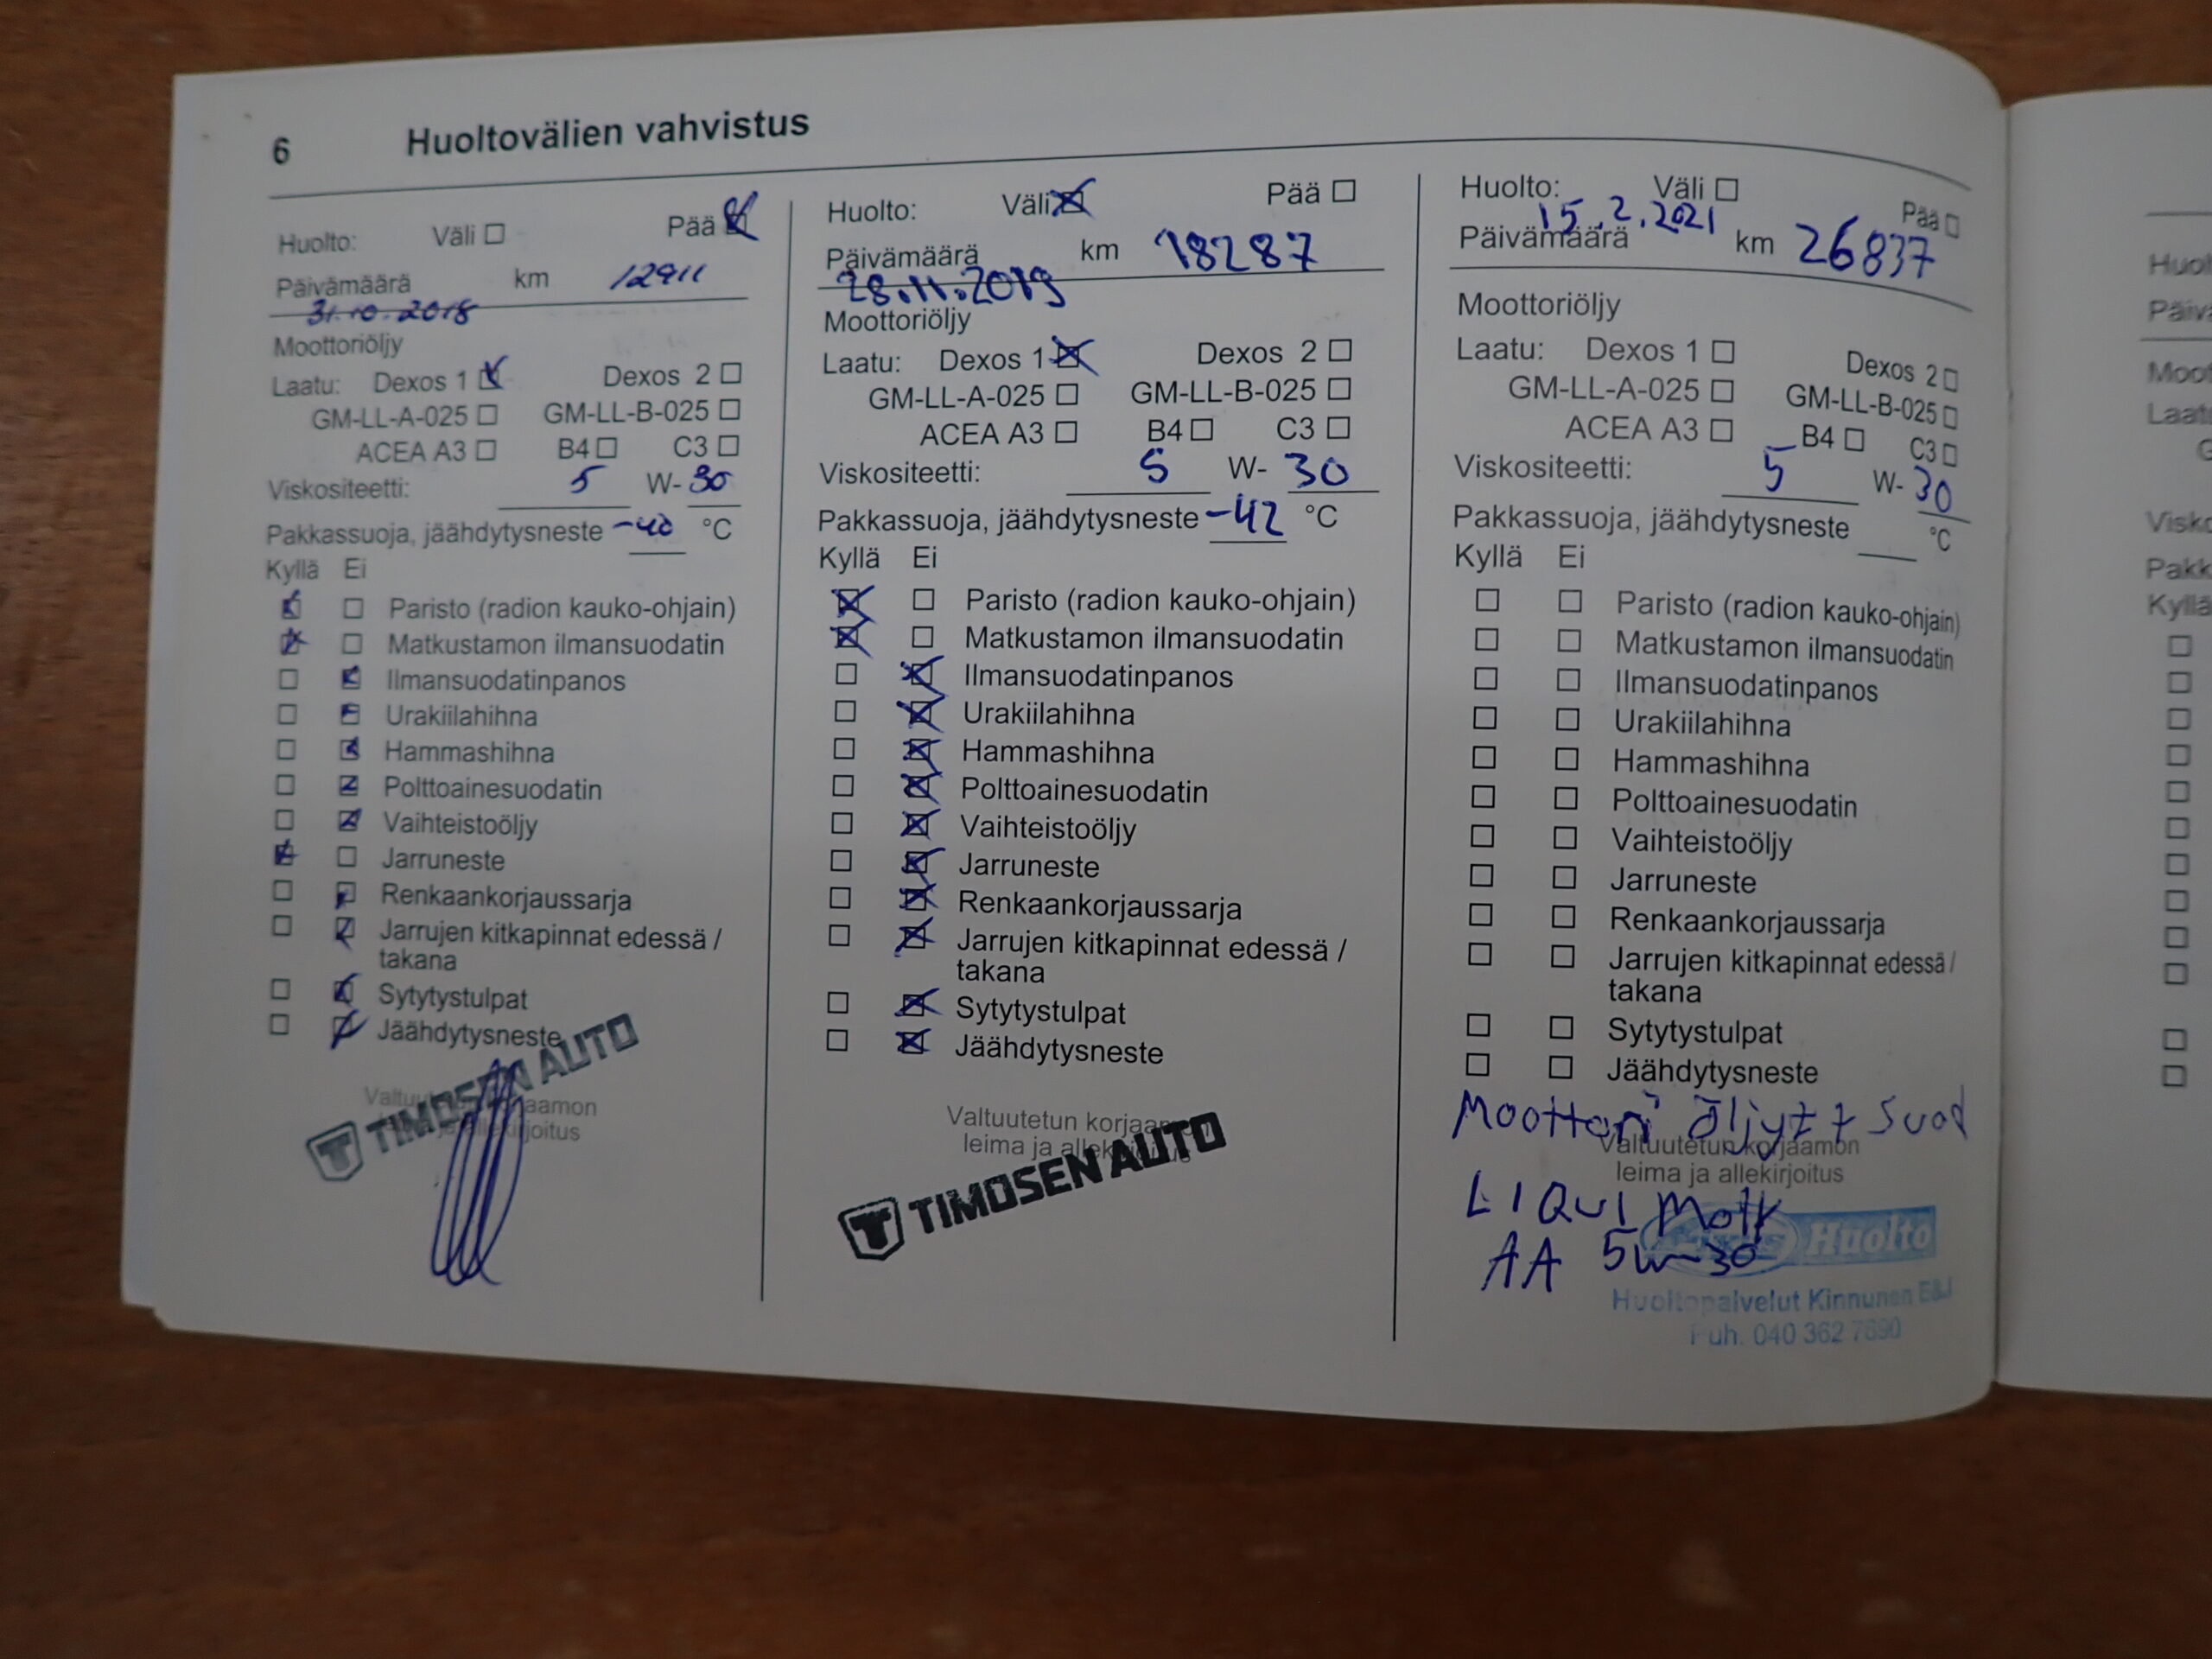 6 Huoltovälien vahvistus
Huolto: Väli Pää
Päivämäärä km 12911
31.10.2018
Moottoriöljy
Laatu: Dexos 1 Dexos 2
GM-LL-A-025 GM-LL-B-025
ACEA A3 B4 C3
Viskositeetti: 5 W- 30
Pakkassuoja, jäähdytysneste -40 °C
Kyllä Ei
Paristo (radion kauko-ohjain)
Matkustamon ilmansuodatin
Ilmansuodatinpanos
Urakiilahihna
Hammashihna
Polttoainesuodatin
Vaihteistoöljy
Jarruneste
Renkaankorjaussarja
Jarrujen kitkapinnat edessä /
takana
Sytytystulpat
Jäähdytysneste
TIMOSEN AUTO
Huolto: Väli Pää
Päivämäärä km 18287
28.11.2019
Moottoriöljy
Laatu: Dexos 1 Dexos 2
GM-LL-A-025 GM-LL-B-025
ACEA A3 B4 C3
Viskositeetti: 5 W- 30
Pakkassuoja, jäähdytysneste -42 °C
Kyllä Ei
Paristo (radion kauko-ohjain)
Matkustamon ilmansuodatin
Ilmansuodatinpanos
Urakiilahihna
Hammashihna
Polttoainesuodatin
Vaihteistoöljy
Jarruneste
Renkaankorjaussarja
Jarrujen kitkapinnat edessä /
takana
Sytytystulpat
Jäähdytysneste
Valtuutetun
leima ja
TIMOSEN AUTO
Huolto: Väli Pää
15.2.2021
Päivämäärä km 26837
Moottoriöljy
Laatu: Dexos 1 Dexos 2
GM-LL-A-025 GM-LL-B-025
ACEA A3 B4 C3
Viskositeetti: 5 W- 30
Pakkassuoja, jäähdytysneste °C
Kyllä Ei
Paristo (radion kauko-ohjain)
Matkustamon ilmansuodatin
Ilmansuodatinpanos
Urakiilahihna
Hammashihna
Polttoainesuodatin
Vaihteistoöljy
Jarruneste
Renkaankorjaussarja
Jarrujen kitkapinnat edessä /
takana
Sytytystulpat
Jäähdytysneste
Moottori öljyt + Suod
Valtuutetun korjaamon
leima ja allekirjoitus
LIQUI
Huolto
AA 5w-30
Huoltopalvelut Kinnunen E&J
Puh. 040 362 7890